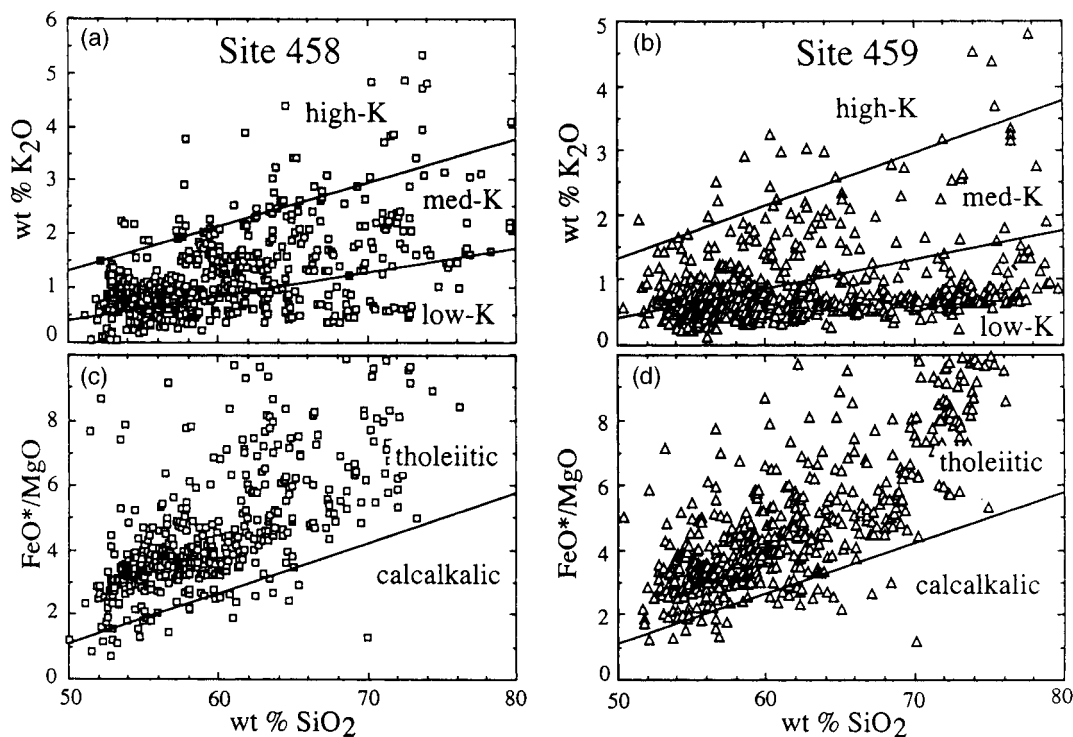 (a)
Site 458
high-K
med-K
low-K
wt % K2O
6
5
4
3
2
1
0
(b)
Site 459
high-K
med-K
low-K
wt % K2O
5
4
3
2
1
0
(c)
tholeiitic
calcalkalic
FeO*/MgO
8
6
4
2
0
50
60
70
80
wt % SiO2
(d)
tholeiitic
calcalkalic
FeO*/MgO
8
6
4
2
0
50
60
70
80
wt % SiO2